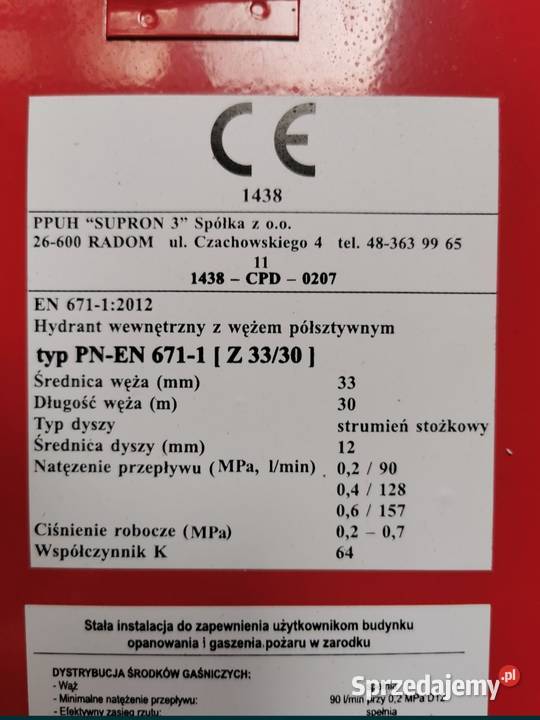 CE
1438
PPUH “SUPRON 3” Spółka z o.o.
26-600 RADOM ul. Czachowskiego 4 tel. 48-363 99 65
11
1438 – CPD – 0207
EN 671-1:2012
Hydrant wewnętrzny z wężem półsztywnym
typ PN-EN 671-1 [ Z 33/30 ]
Średnica węża (mm) 33
Długość węża (m) 30
Typ dyszy strumień stożkowy
Średnica dyszy (mm) 12
Natęzenie przepływu (MPa, l/min) 0,2 / 90
0,4 / 128
0,6 / 157
Ciśnienie robocze (MPa) 0,2 – 0,7
Współczynnik K 64
Stała instalacja do zapewnienia użytkownikom budynku
opanowania i gaszenia pożaru w zarodku
DYSTRYBUCJA ŚRODKÓW GAŚNICZYCH:
- Wąż
- Minimalne natężenie przepływu: 90 l/min przy 0,2 MPa D12
- Efektywny zasięg rzutu: spełnia
Sprzedajemy.pl